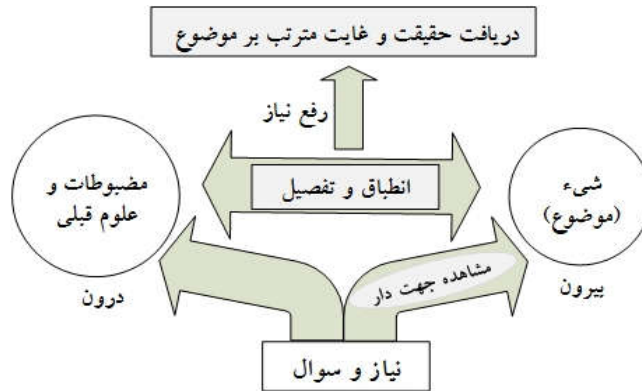 دریافت حقیقت و غایت مترتب بر موضوع
رفع نیاز
شیء
(موضوع)
انطباق و تفصیل
مضبوطات و
علوم قبلی
پیرون
مشاهده جهت دار
درون
نیاز و سوال